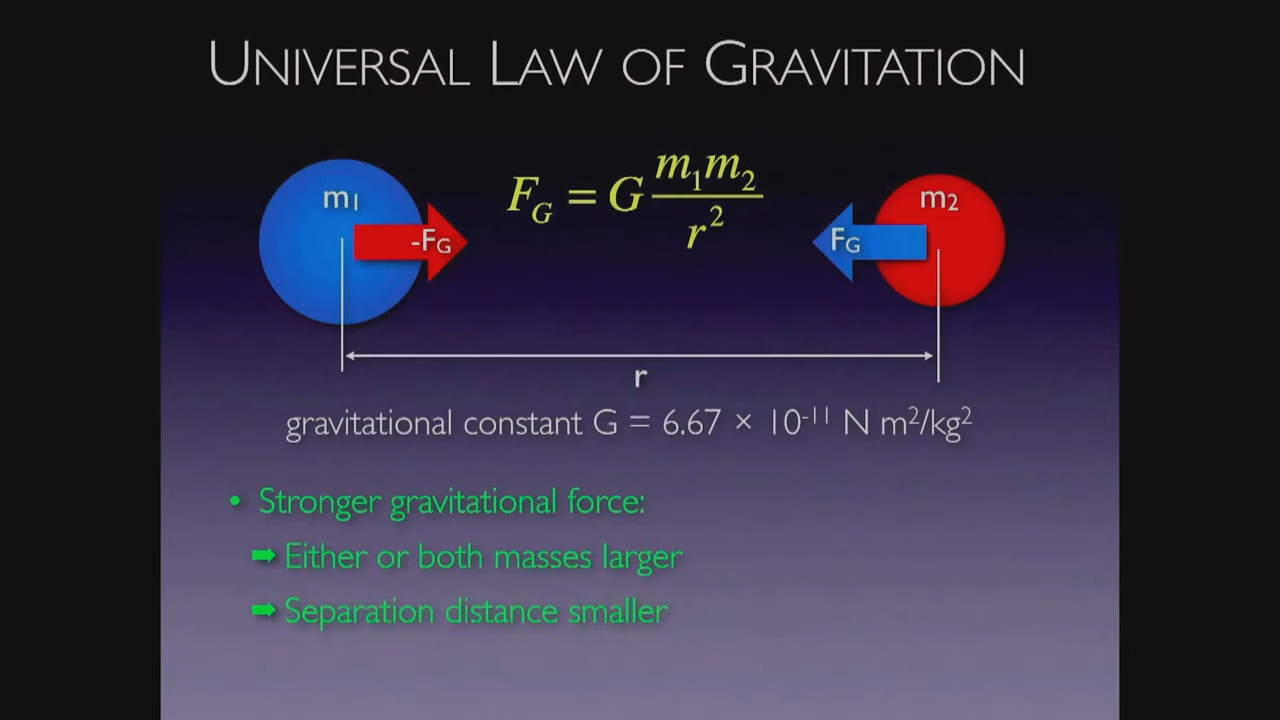 UNIVERSAL LAW OF GRAVITATION
m₁
F_G = G m₁m₂ / r²
m₂
-F_G
F_G
r
gravitational constant G = 6.67 × 10⁻¹¹ N m²/kg²
• Stronger gravitational force:
➡ Either or both masses larger
➡ Separation distance smaller